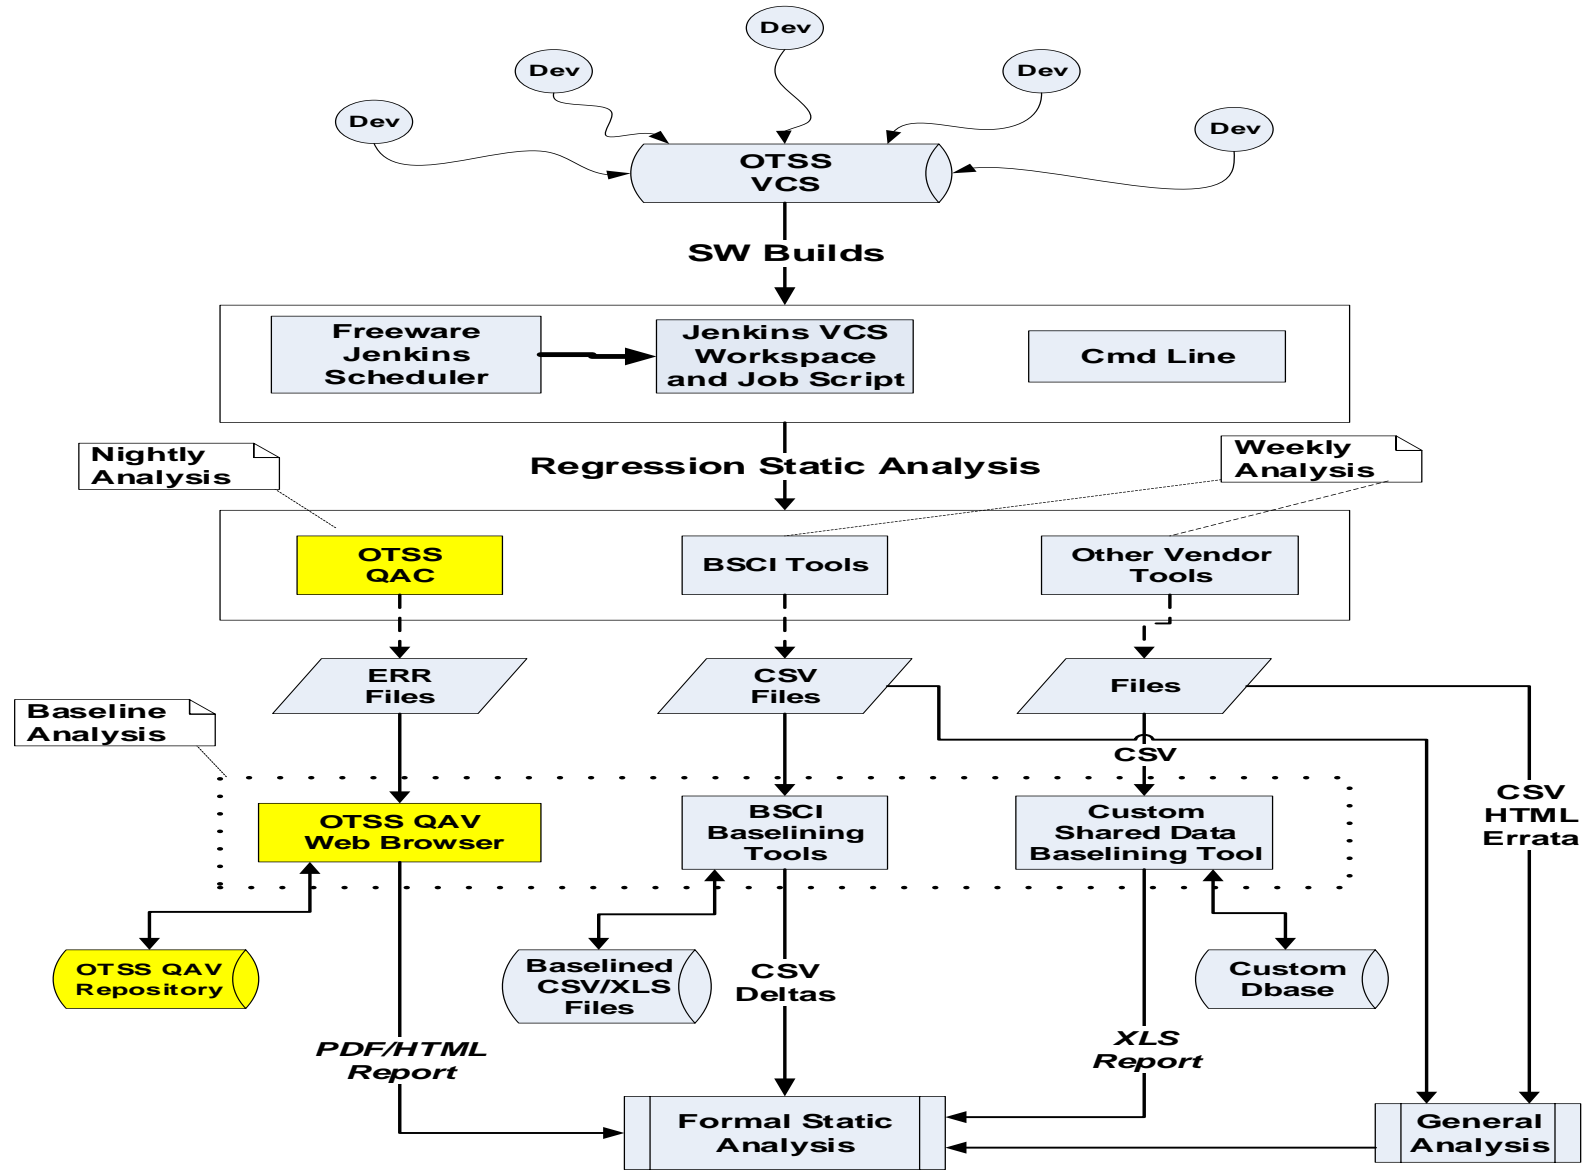 Dev
Dev
Dev
Dev
Dev
OTSS
VCS
SW Builds
Freeware
Jenkins
Scheduler
Jenkins VCS
Workspace
and Job Script
Cmd Line
Nightly
Analysis
Regression Static Analysis
Weekly
Analysis
OTSS
QAC
BSCI Tools
Other Vendor
Tools
ERR
Files
CSV
Files
Files
Baseline
Analysis
CSV
CSV
HTML
Errata
OTSS QAV
Web Browser
BSCI
Baselining
Tools
Custom
Shared Data
Baselining Tool
OTSS QAV
Repository
Baselined
CSV/XLS
Files
CSV
Deltas
Custom
Dbase
PDF/HTML
Report
XLS
Report
Formal Static
Analysis
General
Analysis